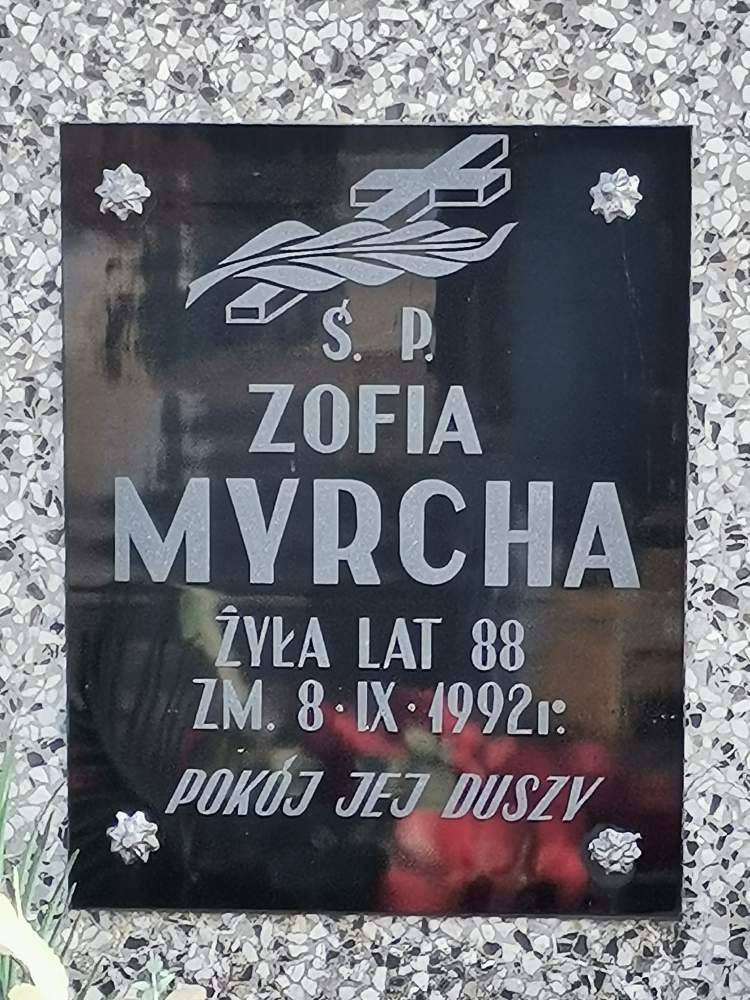 Ś. P.
ZOFIA
MYRCHA
ŻYŁA LAT 88
ZM. 8·IX·1992r.
POKÓJ JEJ DUSZY